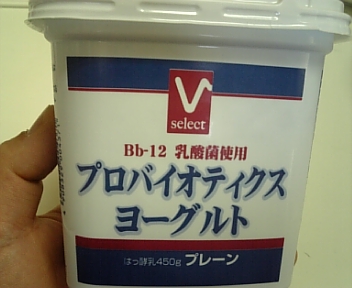 V
select
Bb-12 乳酸菌使用
プロバイオティクス
ヨーグルト
はっ酵乳450g プレーン